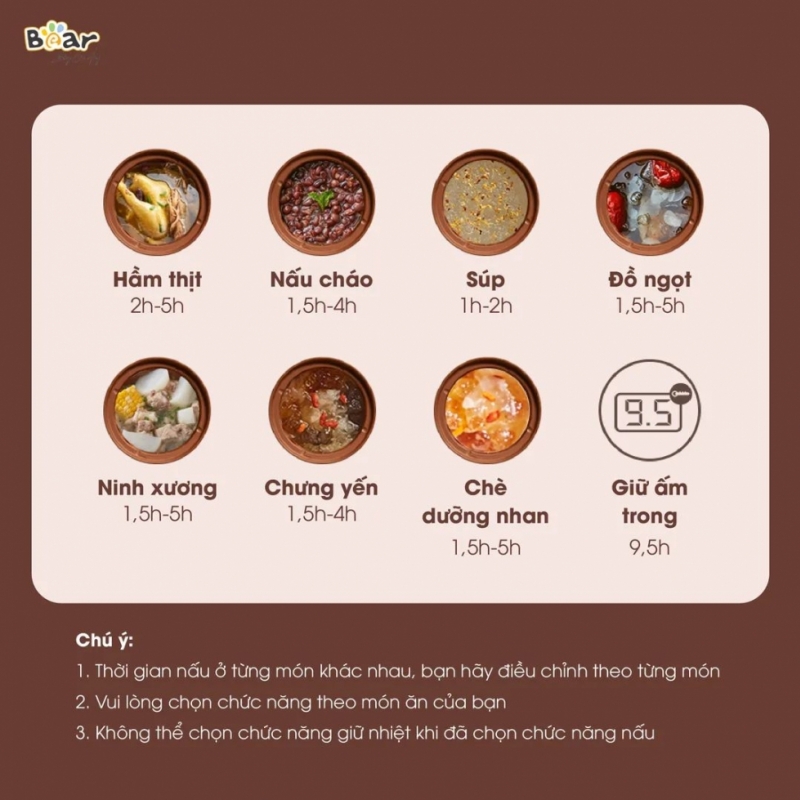 Bear
Hầm thịt
2h-5h
Nấu cháo
1,5h-4h
Súp
1h-2h
Đồ ngọt
1,5h-5h
Ninh xương
1,5h-5h
Chưng yến
1,5h-4h
Chè
dưỡng nhan
1,5h-5h
9.5
Giữ ấm
trong
9,5h
Chú ý:
1. Thời gian nấu ở từng món khác nhau, bạn hãy điều chỉnh theo từng món
2. Vui lòng chọn chức năng theo món ăn của bạn
3. Không thể chọn chức năng giữ nhiệt khi đã chọn chức năng nấu